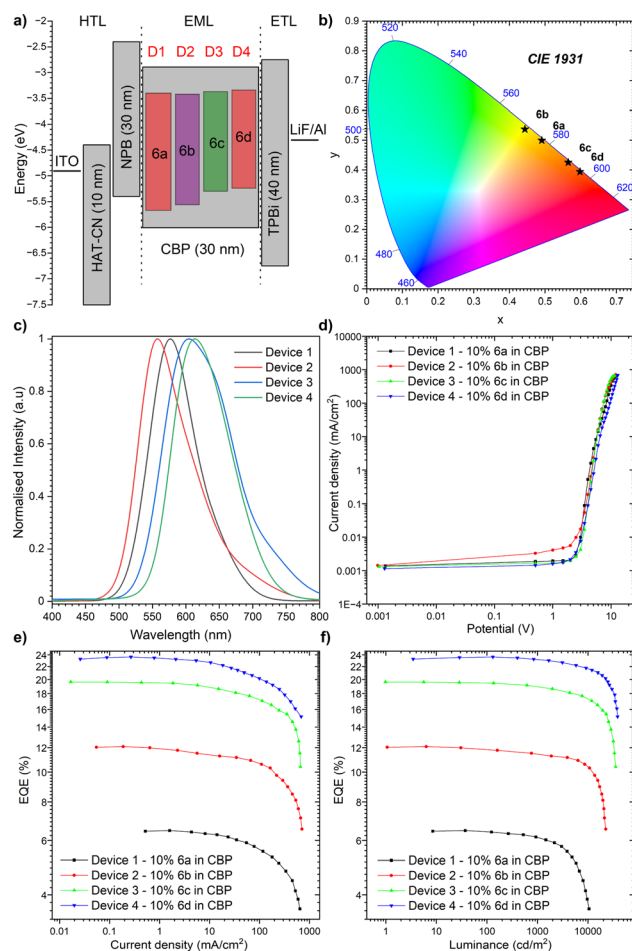 a)
HTL
EML
ETL
D1 D2 D3 D4
Energy (eV)
-2
-2.5
-3
-3.5
-4
-4.5
-5
-5.5
-6
-6.5
-7
-7.5
ITO
HAT-CN (10 nm)
NPB (30 nm)
6a
6b
6c
6d
CBP (30 nm)
TPBi (40 nm)
LiF/Al
b)
CIE 1931
y
0.9
0.8
0.7
0.6
0.5
0.4
0.3
0.2
0.1
0
0 0.1 0.2 0.3 0.4 0.5 0.6 0.7
x
520
540
560
580
600
620
500
480
460
6b
6a
6c
6d
c)
Normalised Intensity (a.u)
1
0.8
0.6
0.4
0.2
0
400 450 500 550 600 650 700 750 800
Wavelength (nm)
Device 1
Device 2
Device 3
Device 4
d)
Current density (mA/cm²)
10000
1000
100
10
1
0.1
0.01
0.001
1E−4
0.001 0.01 0.1 1 10
Potential (V)
Device 1 - 10% 6a in CBP
Device 2 - 10% 6b in CBP
Device 3 - 10% 6c in CBP
Device 4 - 10% 6d in CBP
e)
EQE (%)
24
22
20
18
16
14
12
10
8
6
4
0.01 0.1 1 10 100 1000
Current density (mA/cm²)
Device 1 - 10% 6a in CBP
Device 2 - 10% 6b in CBP
Device 3 - 10% 6c in CBP
Device 4 - 10% 6d in CBP
f)
EQE (%)
24
22
20
18
16
14
12
10
8
6
4
1 10 100 1000 10000
Luminance (cd/m²)
Device 1 - 10% 6a in CBP
Device 2 - 10% 6b in CBP
Device 3 - 10% 6c in CBP
Device 4 - 10% 6d in CBP